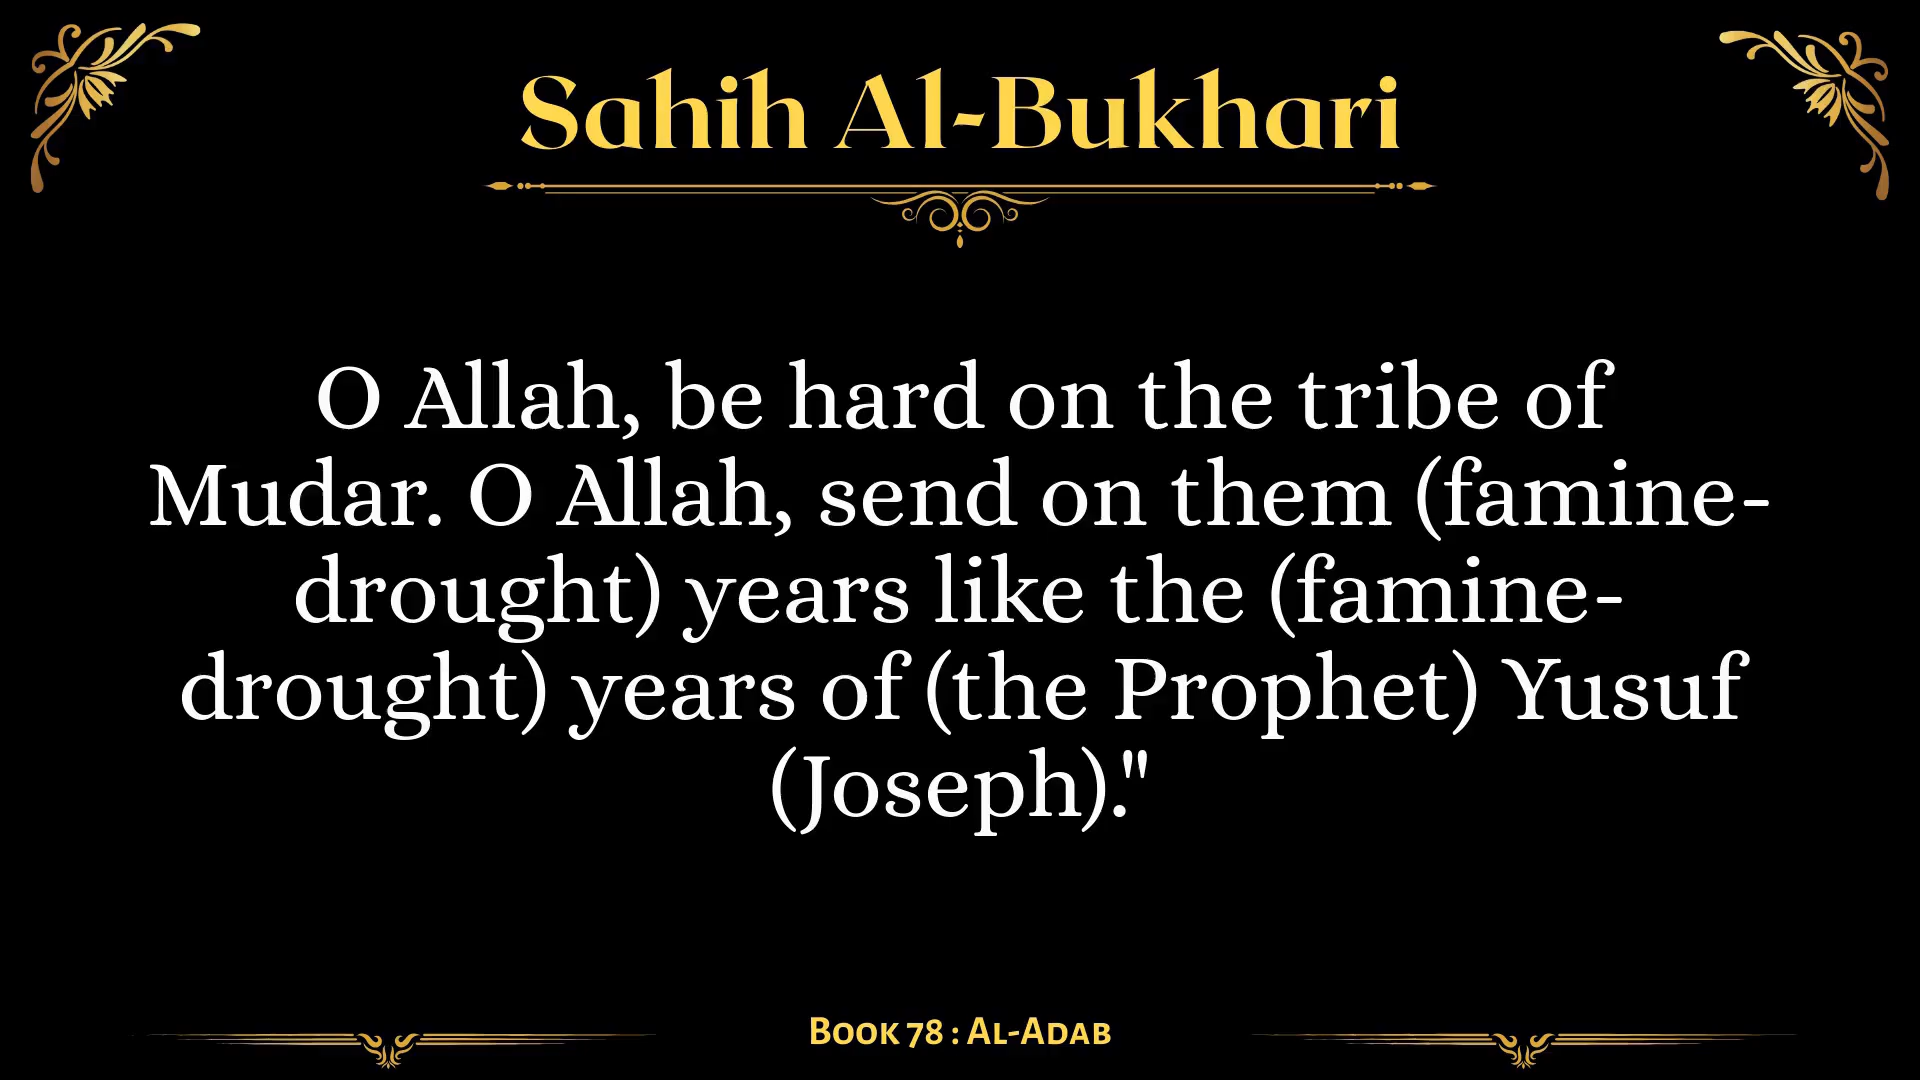 Sahih Al-Bukhari
O Allah, be hard on the tribe of
Mudar. O Allah, send on them (famine-
drought) years like the (famine-
drought) years of (the Prophet) Yusuf
(Joseph)."
Book 78 : Al-Adab